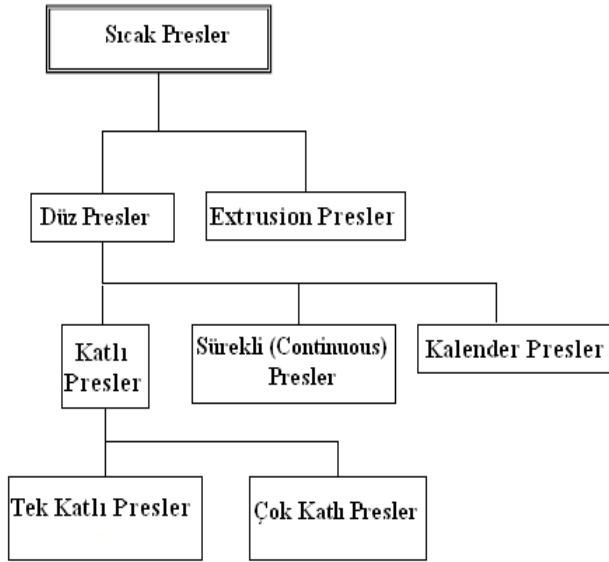 Sıcak Presler
Düz Presler
Extrusion Presler
Katlı
Presler
Sürekli (Continuous)
Presler
Kalender Presler
Tek Katlı Presler
Çok Katlı Presler